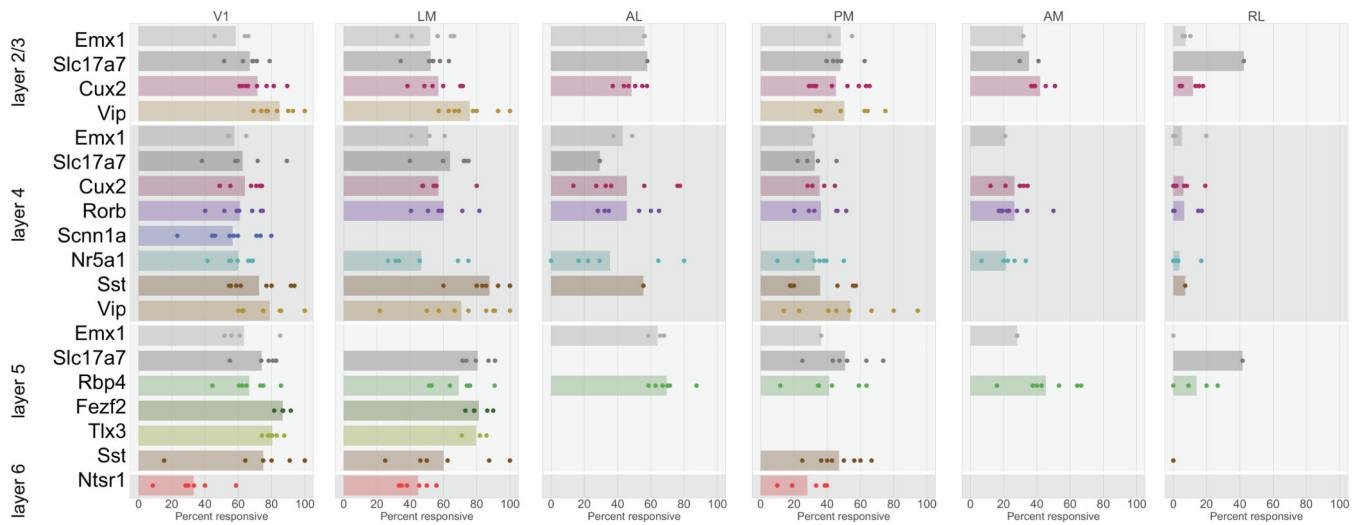 V1 LM AL PM AM RL
layer 2/3
Emx1
Slc17a7
Cux2
Vip
layer 4
Emx1
Slc17a7
Cux2
Rorb
Scnn1a
Nr5a1
Sst
Vip
layer 5
Emx1
Slc17a7
Rbp4
Fezf2
Tlx3
Sst
layer 6
Ntsr1
0 20 40 60 80 100 0 20 40 60 80 100 0 20 40 60 80 100 0 20 40 60 80 100 0 20 40 60 80 100 0 20 40 60 80 100
Percent responsive Percent responsive Percent responsive Percent responsive Percent responsive Percent responsive